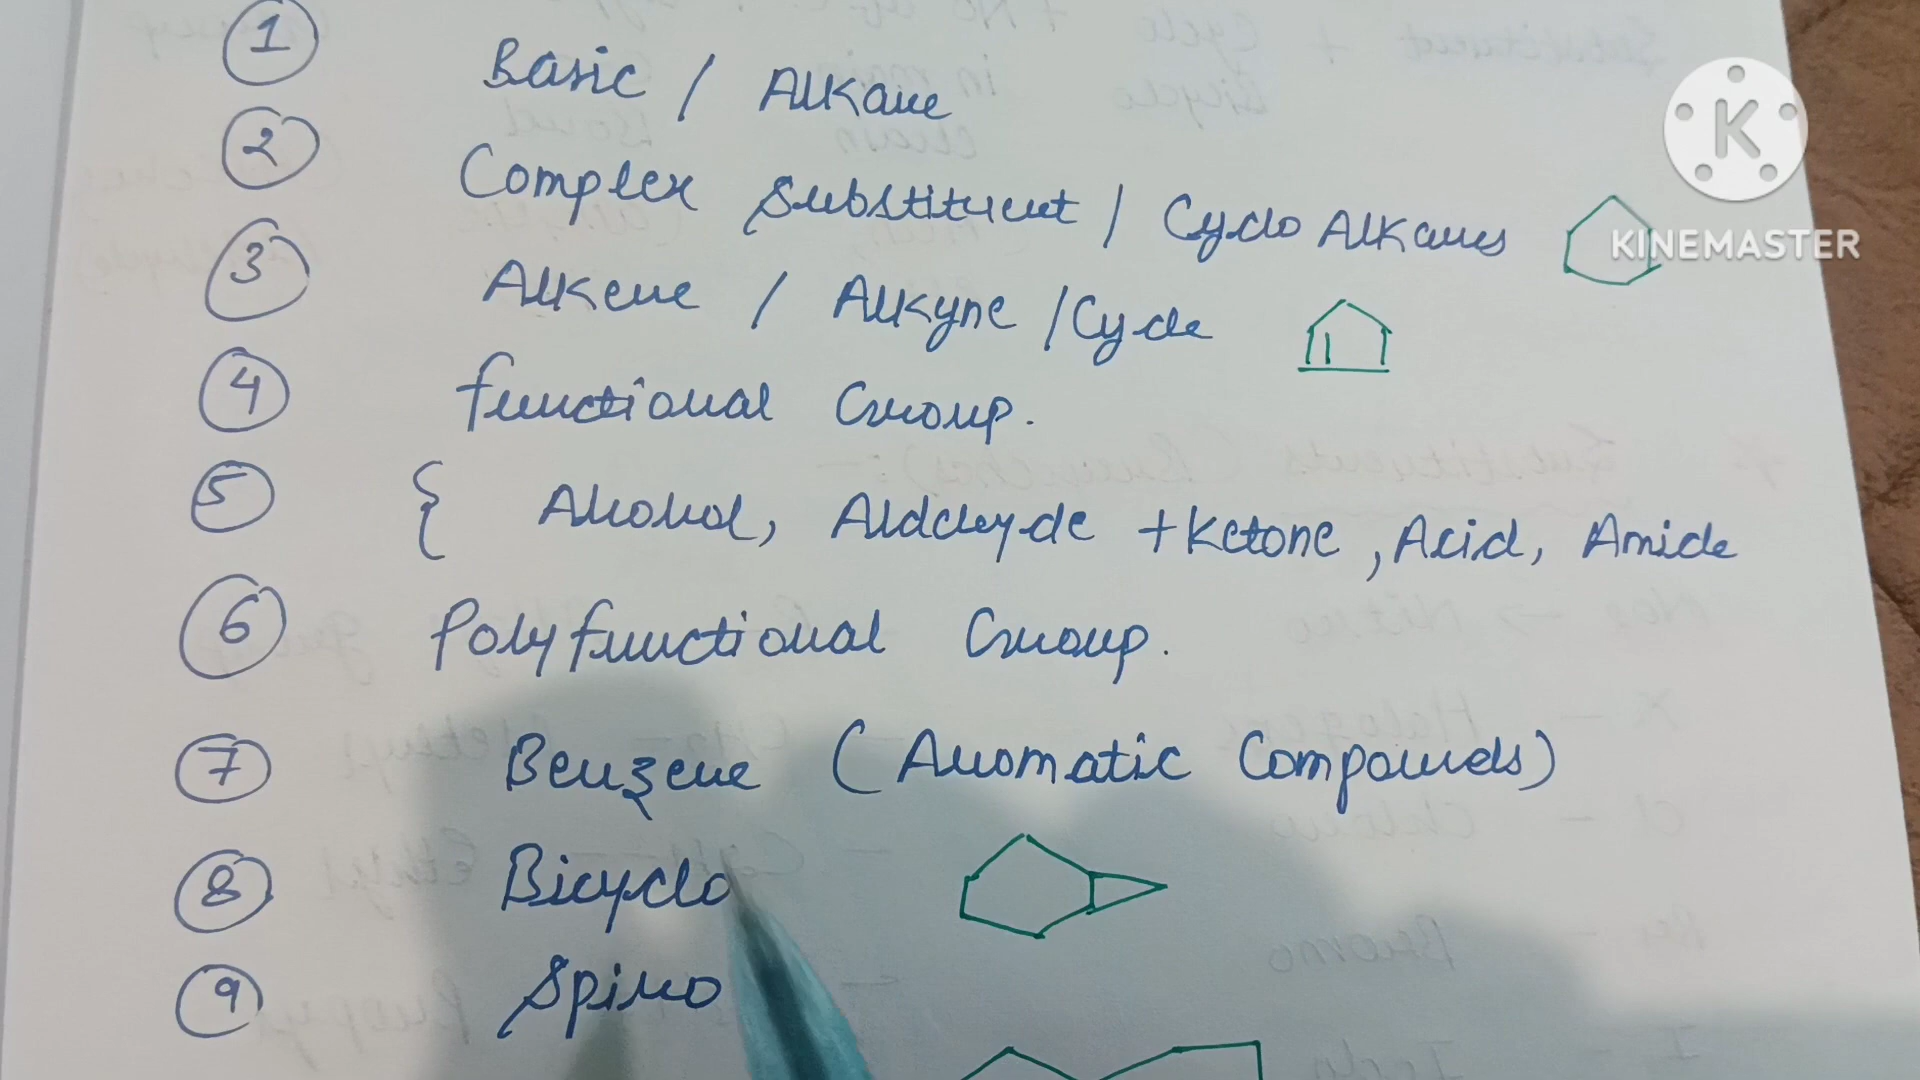 1 Basic / Alkane
2 Complex Substituent / Cyclo Alkanes
3 Alkene / Alkyne / Cycle
4 functional Group.
5 { Alcohol, Aldehyde + Ketone, Acid, Amide
6 Polyfunctional Group.
7 Benzene (Aromatic Compounds)
8 Bicyclo
9 Spiro
K
KINEMASTER